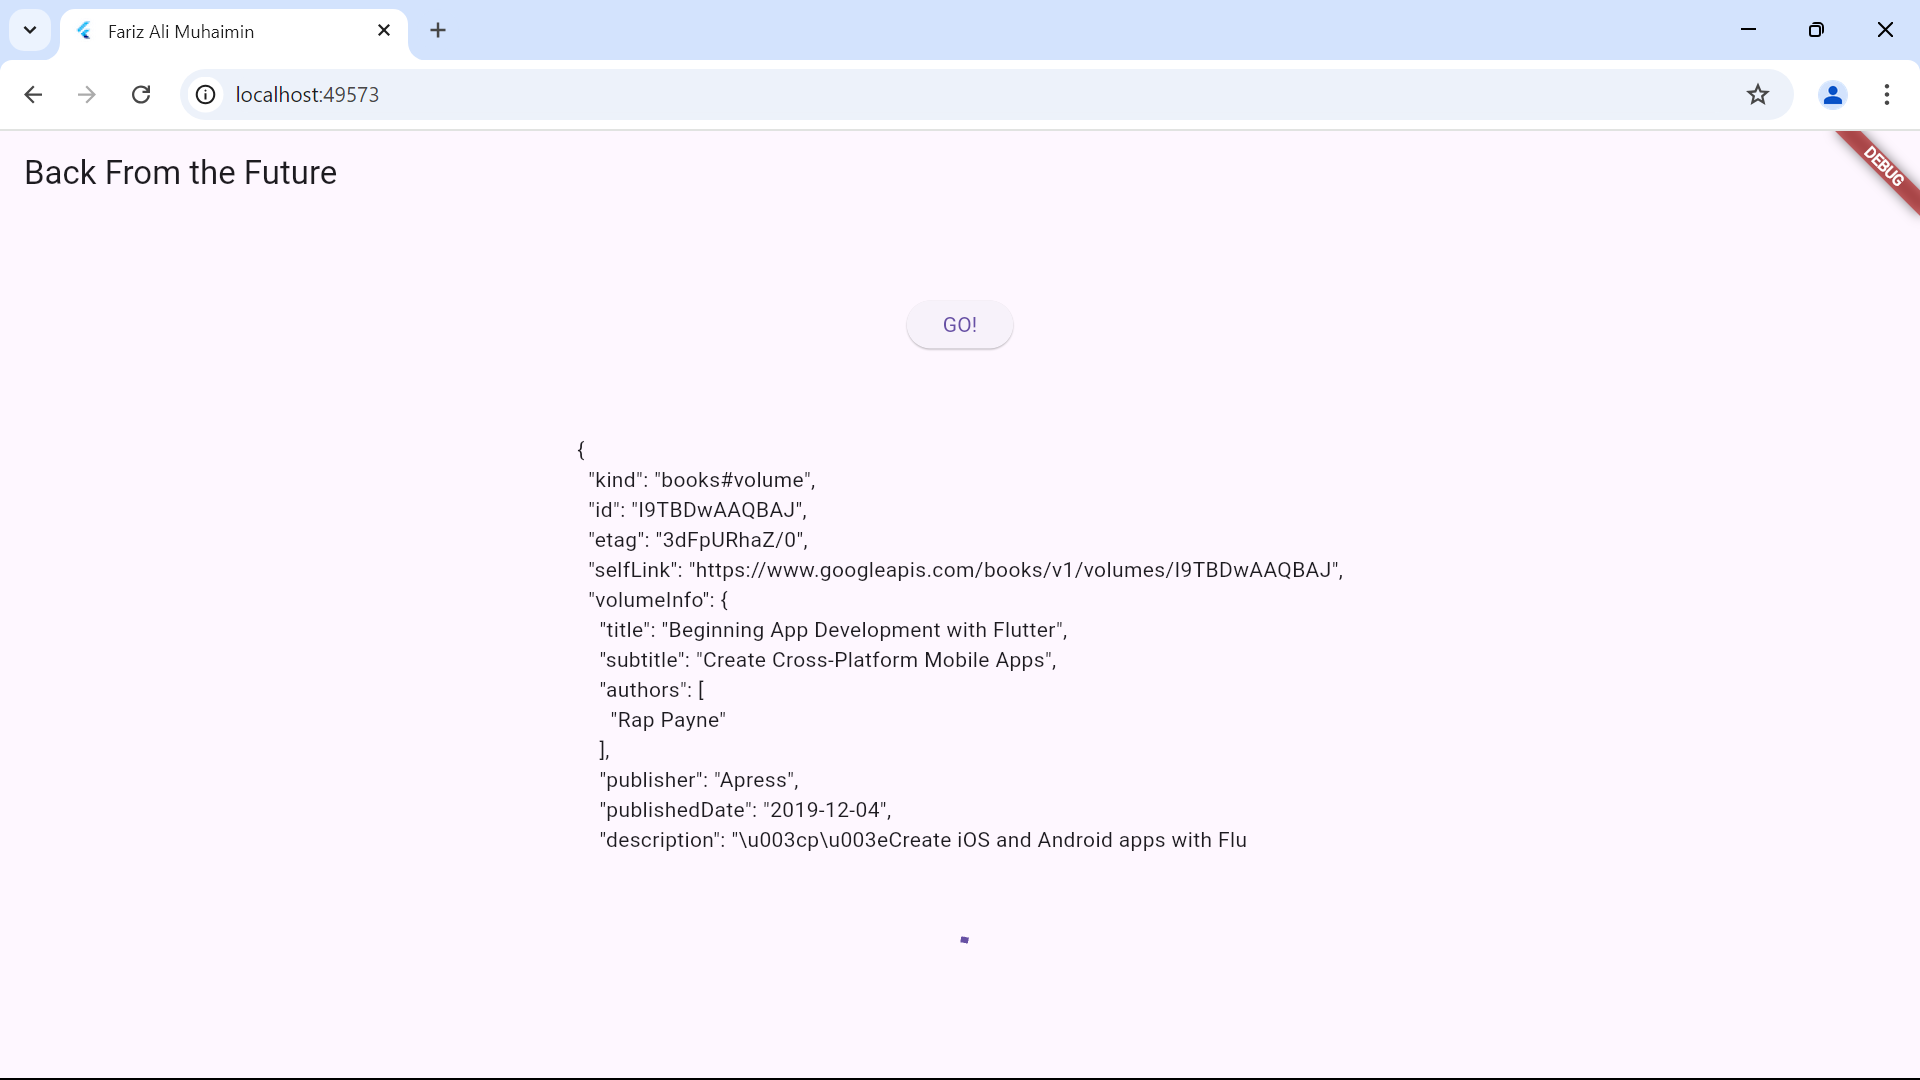 Fariz Ali Muhaimin
localhost:49573
Back From the Future
DEBUG
GO!
{
"kind": "books#volume",
"id": "I9TBDwAAQBAJ",
"etag": "3dFpURhaZ/0",
"selfLink": "https://www.googleapis.com/books/v1/volumes/I9TBDwAAQBAJ",
"volumeInfo": {
"title": "Beginning App Development with Flutter",
"subtitle": "Create Cross-Platform Mobile Apps",
"authors": [
"Rap Payne"
],
"publisher": "Apress",
"publishedDate": "2019-12-04",
"description": "\u003cp\u003eCreate iOS and Android apps with Flu